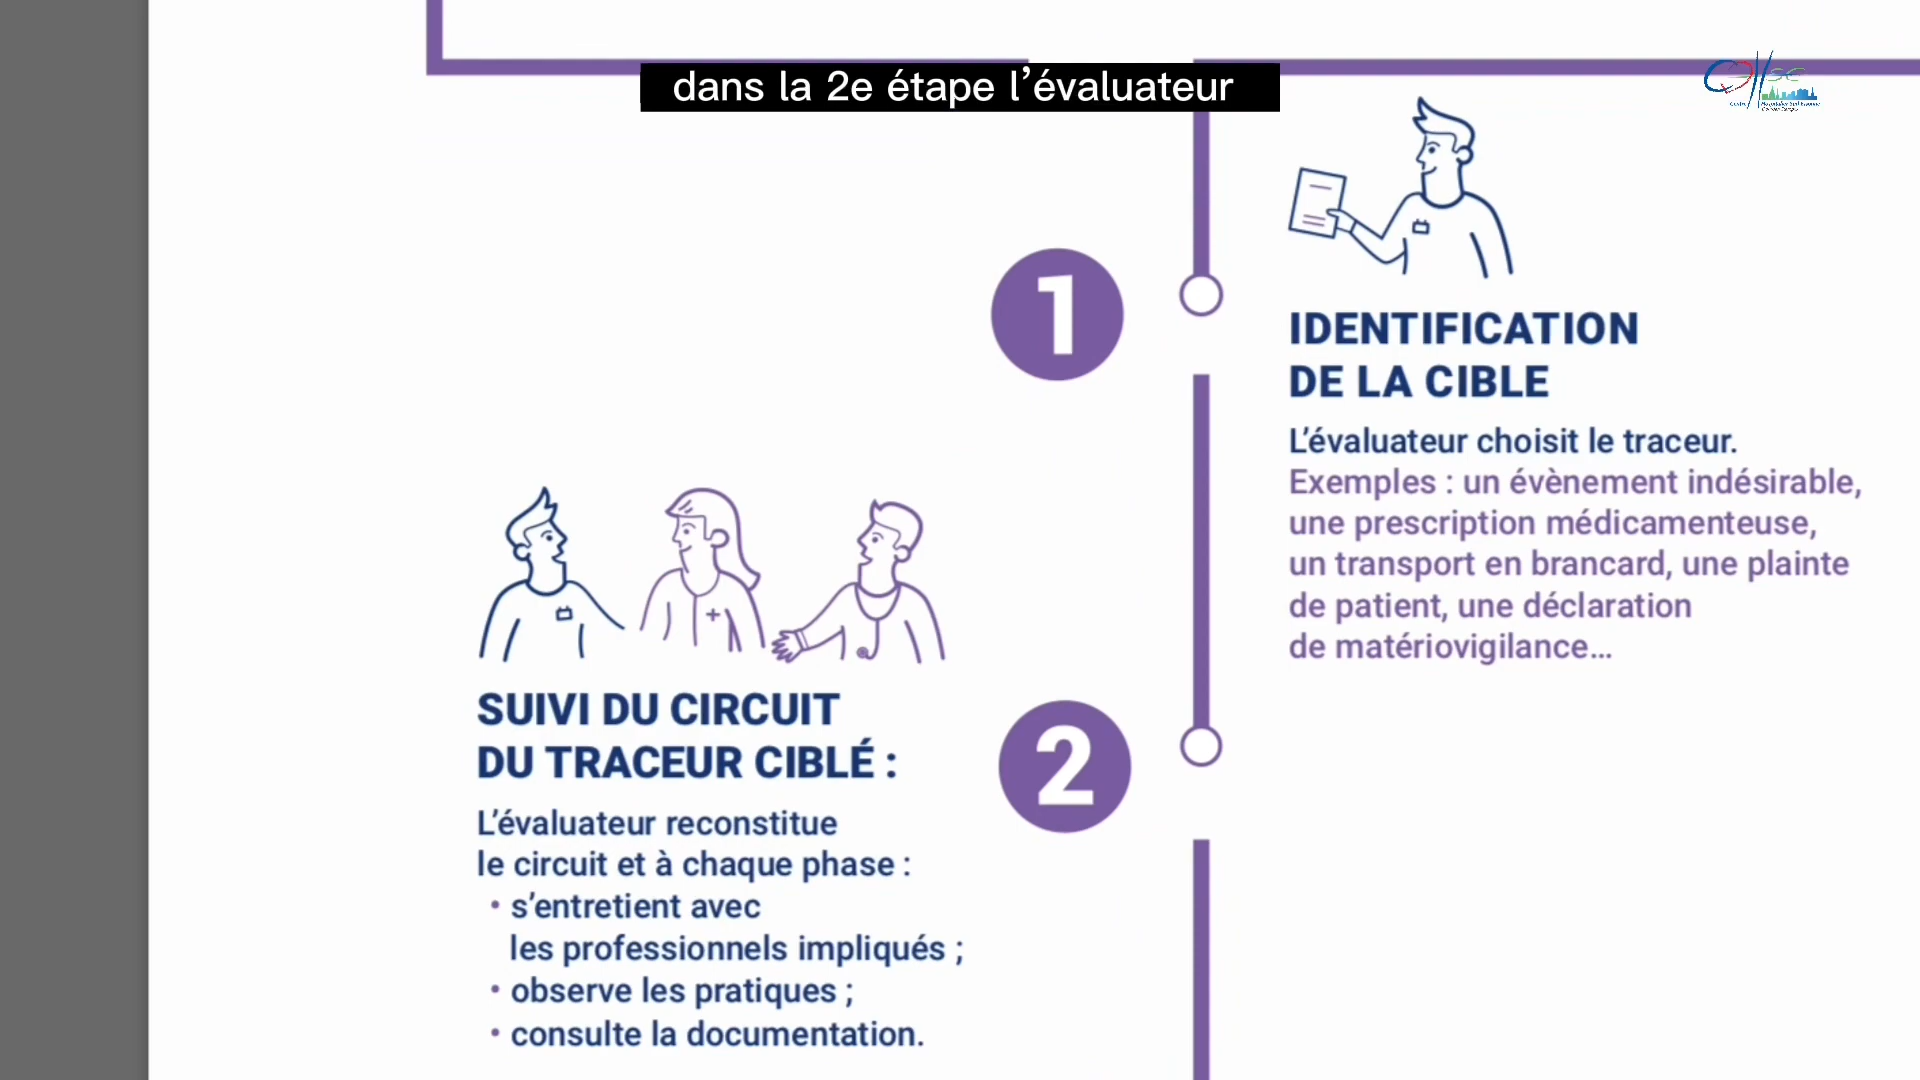 dans la 2e étape l’évaluateur
1
IDENTIFICATION
DE LA CIBLE
L’évaluateur choisit le traceur.
Exemples : un évènement indésirable,
une prescription médicamenteuse,
un transport en brancard, une plainte
de patient, une déclaration
de matériovigilance…
2
SUIVI DU CIRCUIT
DU TRACEUR CIBLÉ :
L’évaluateur reconstitue
le circuit et à chaque phase :
• s’entretient avec
les professionnels impliqués ;
• observe les pratiques ;
• consulte la documentation.